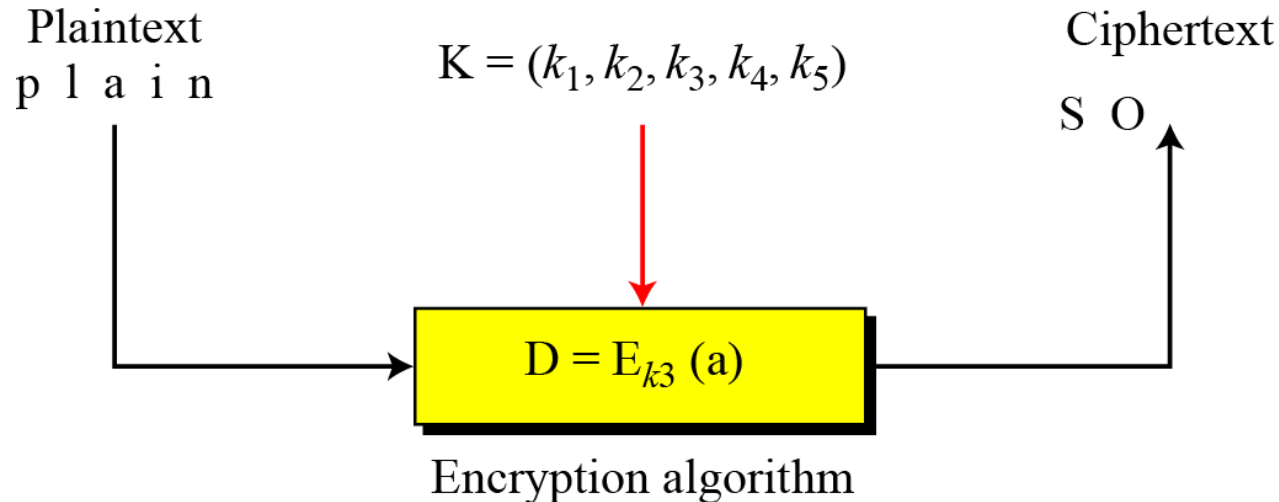 Plaintext
p l a i n
K = (k₁, k₂, k₃, k₄, k₅)
Ciphertext
S O
D = Eₖ₃ (a)
Encryption algorithm